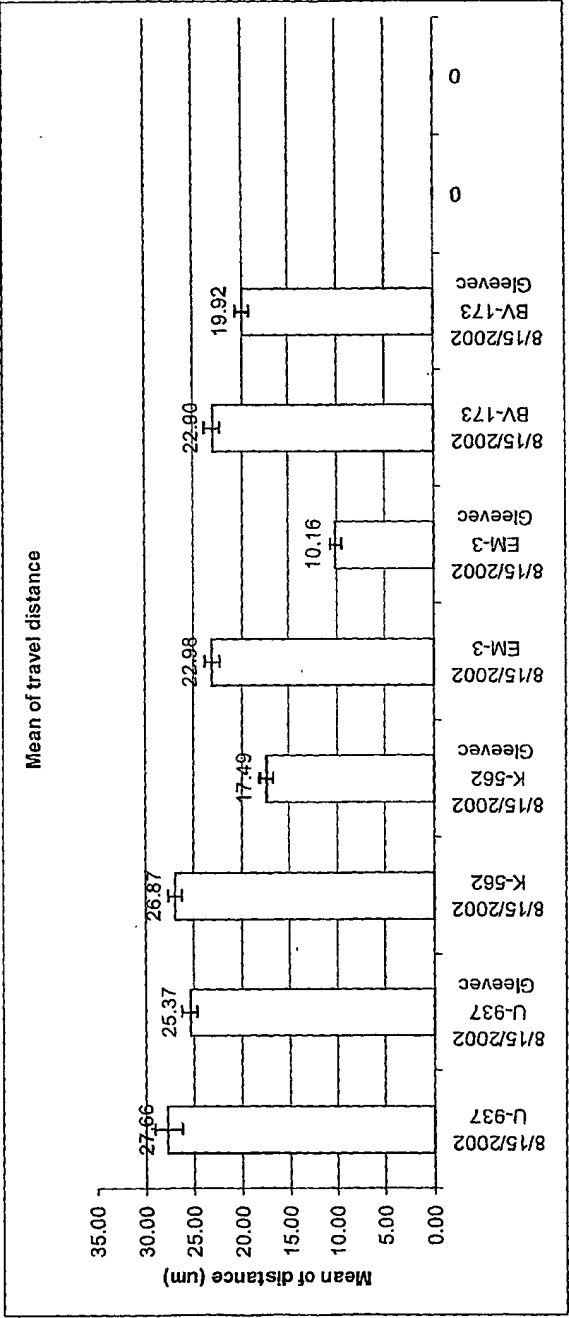 Mean of travel distance
Mean of distance (um)
35.00
30.00
25.00
20.00
15.00
10.00
5.00
0.00
27.66
25.37
26.87
17.49
22.98
10.16
22.90
19.92
8/15/2002
U-937
8/15/2002
U-937
Gleevec
8/15/2002
K-562
8/15/2002
K-562
Gleevec
8/15/2002
EM-3
8/15/2002
EM-3
Gleevec
8/15/2002
BV-173
8/15/2002
BV-173
Gleevec
0
0